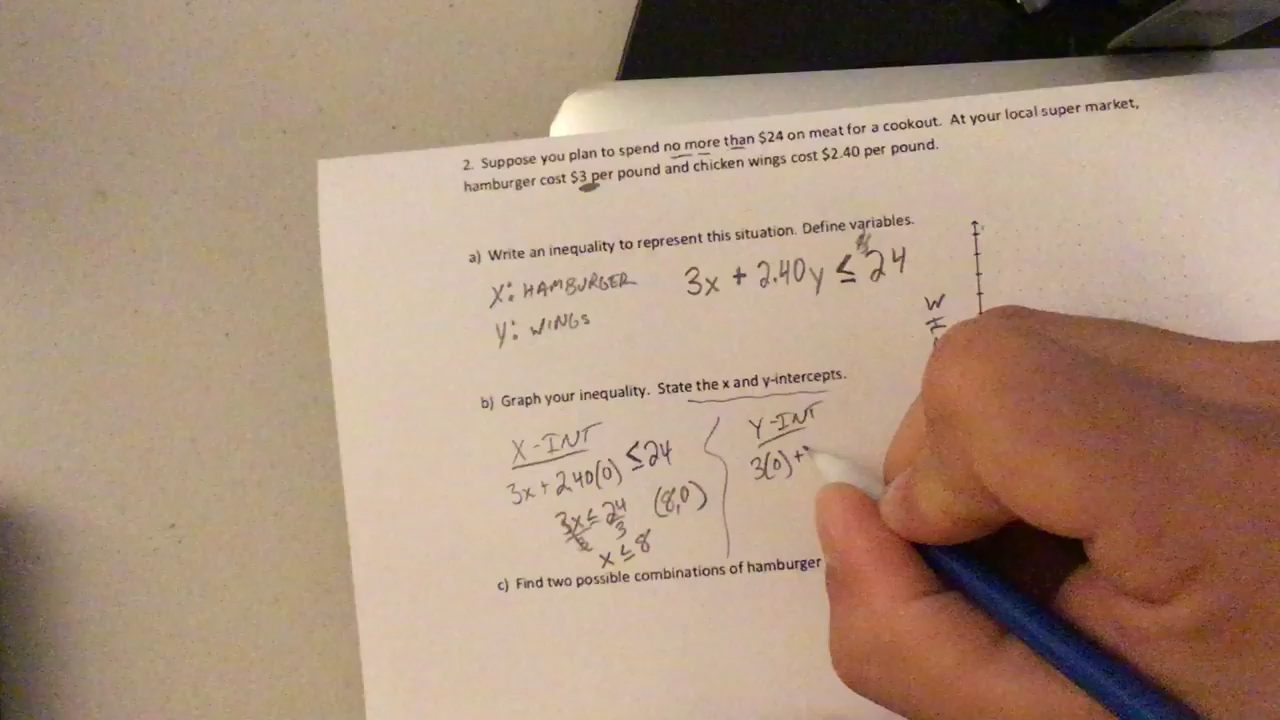 2. Suppose you plan to spend no more than $24 on meat for a cookout. At your local super market,
hamburger cost $3 per pound and chicken wings cost $2.40 per pound.
a) Write an inequality to represent this situation. Define variables.
X: HAMBURGER
3x + 2.40y ≤ 24
Y: WINGS
W
b) Graph your inequality. State the x and y-intercepts.
X-INT
3x + 2.40(0) ≤ 24
3x ≤ 24
3
(8,0)
x ≤ 8
Y-INT
3(0) +
c) Find two possible combinations of hamburger